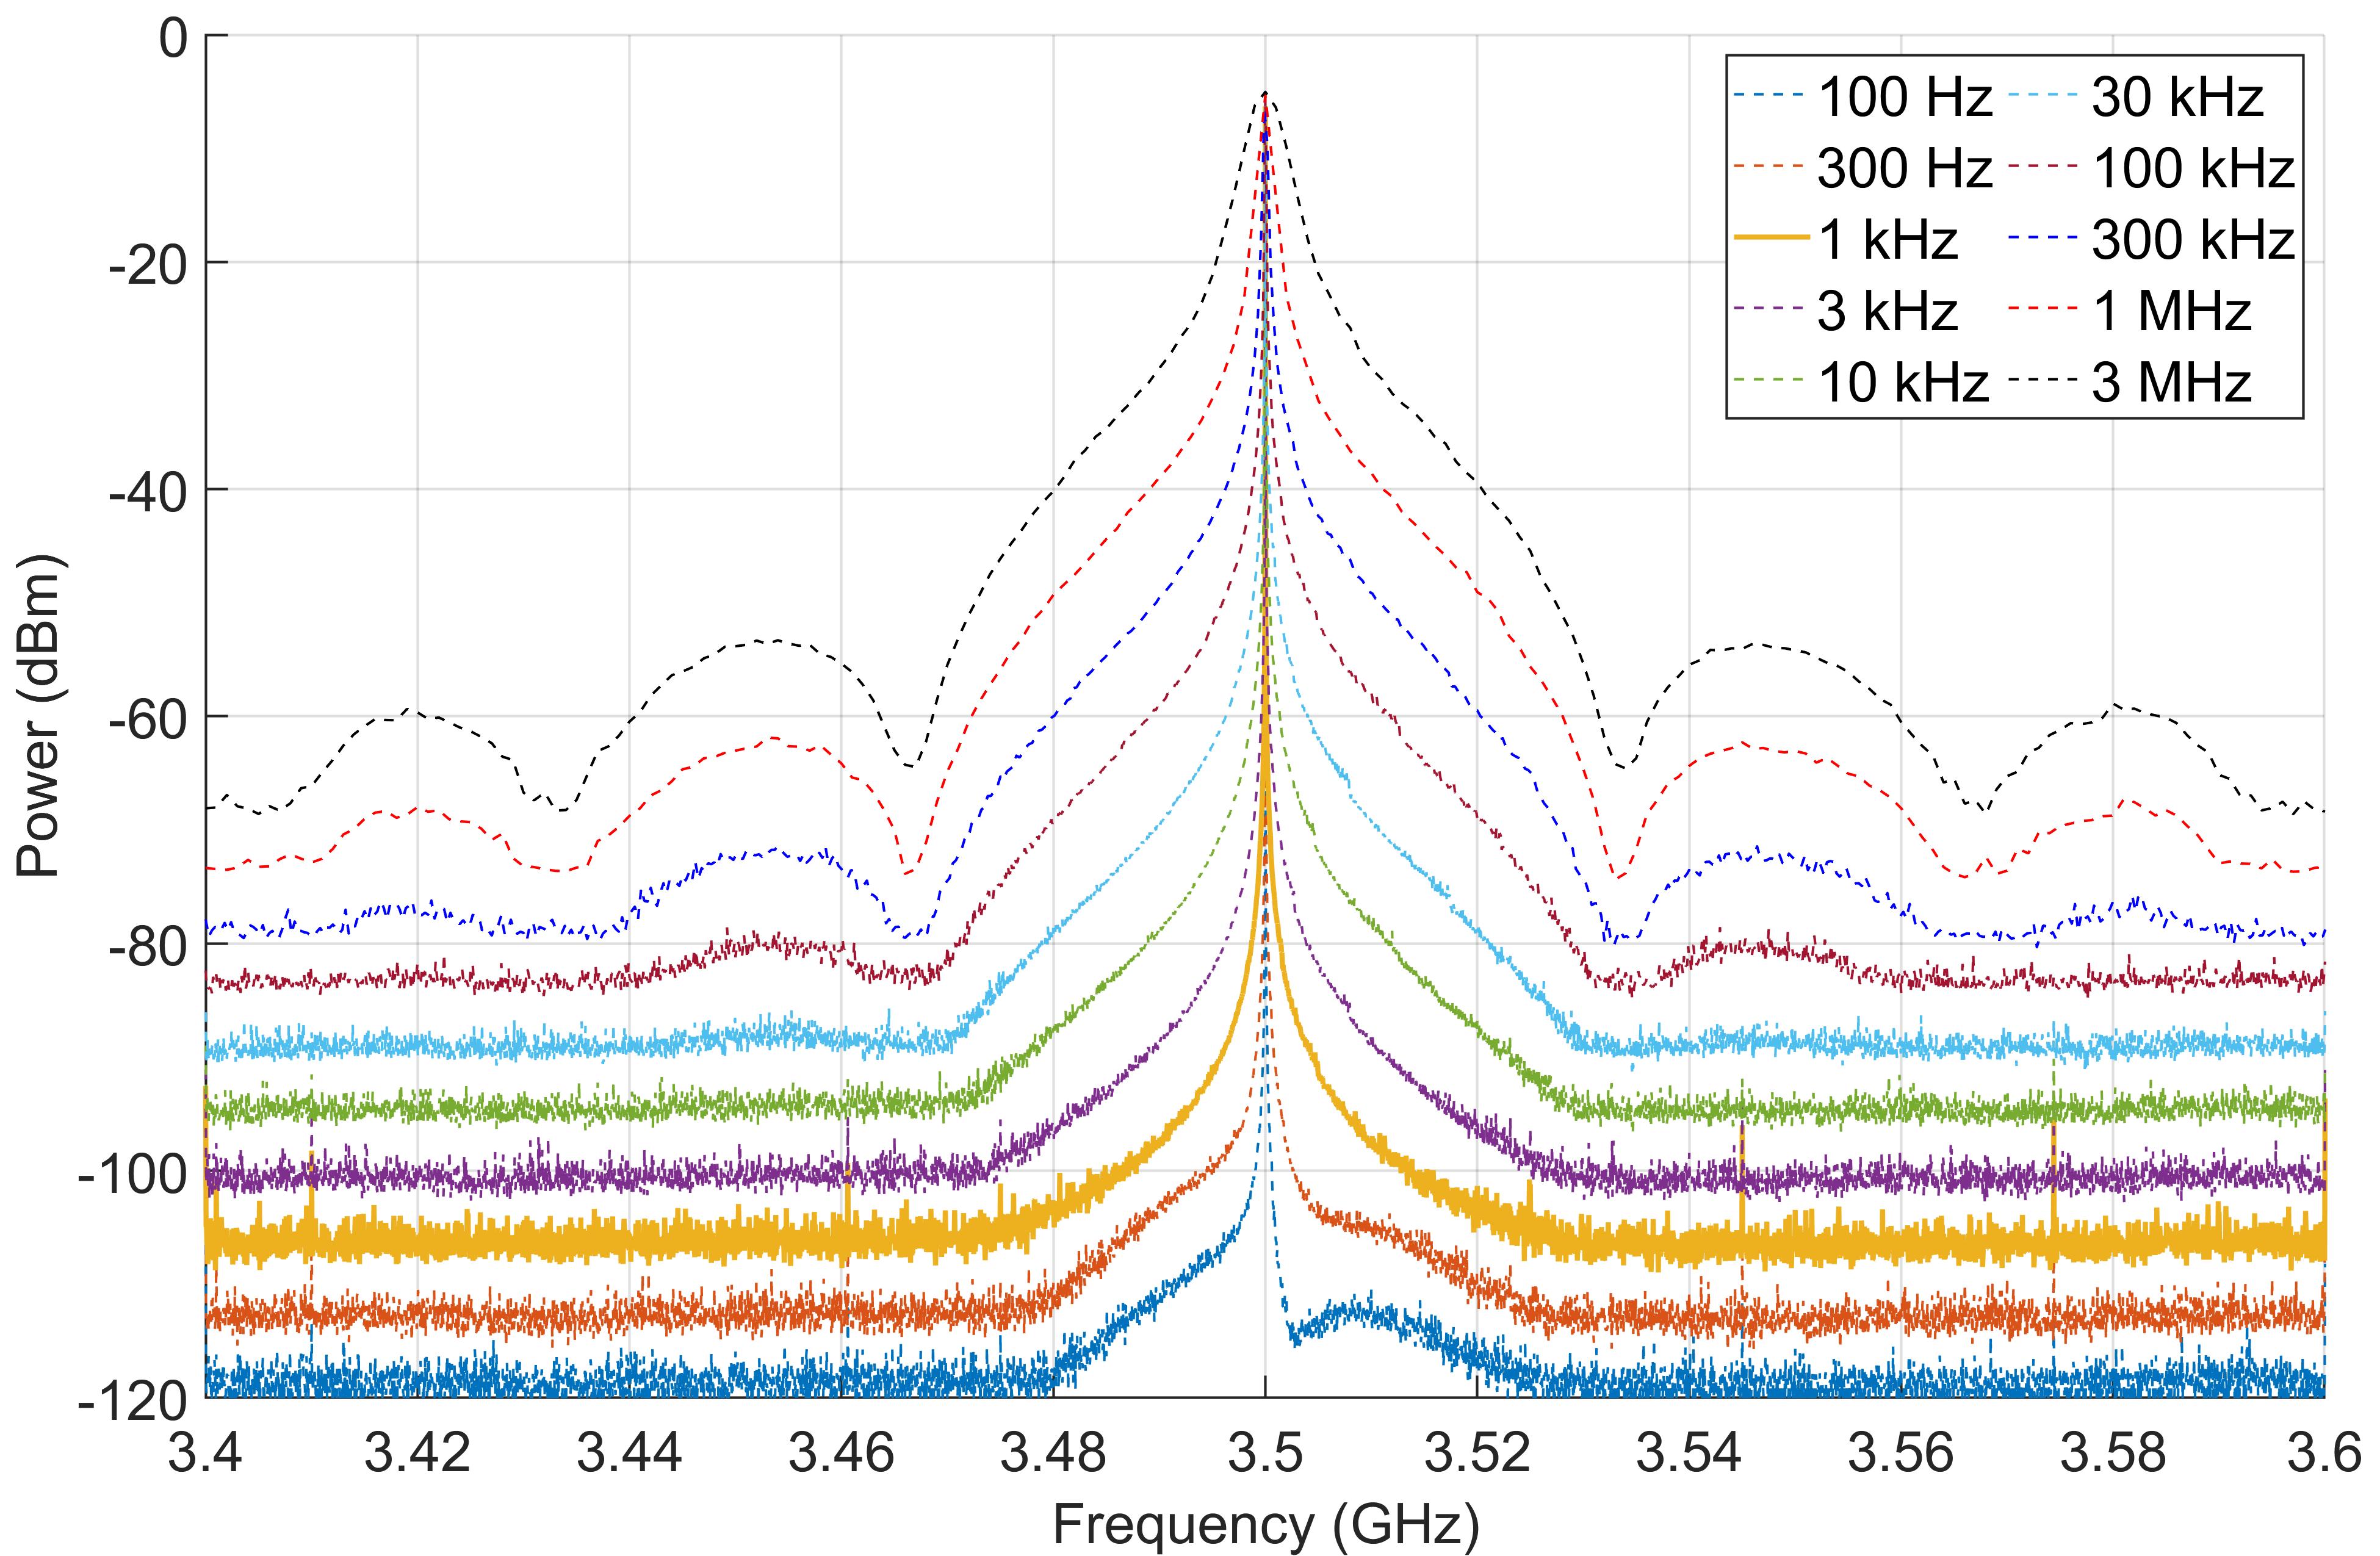 0
-20
-40
-60
-80
-100
-120
Power (dBm)
3.4 3.42 3.44 3.46 3.48 3.5 3.52 3.54 3.56 3.58 3.6
Frequency (GHz)
100 Hz 30 kHz
300 Hz 100 kHz
1 kHz 300 kHz
3 kHz 1 MHz
10 kHz 3 MHz